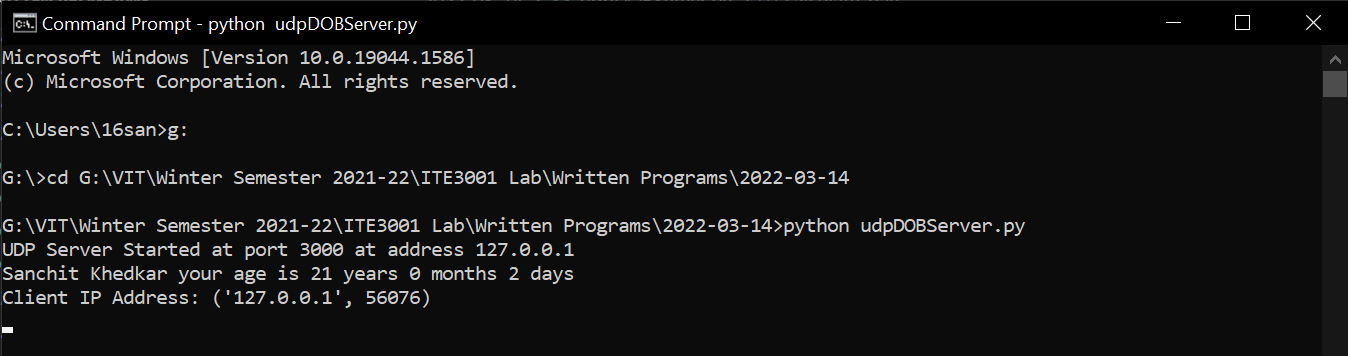 Command Prompt - python  udpDOBServer.py
Microsoft Windows [Version 10.0.19044.1586]
(c) Microsoft Corporation. All rights reserved.
C:\Users\16san>g:
G:\>cd G:\VIT\Winter Semester 2021-22\ITE3001 Lab\Written Programs\2022-03-14
G:\VIT\Winter Semester 2021-22\ITE3001 Lab\Written Programs\2022-03-14>python udpDOBServer.py
UDP Server Started at port 3000 at address 127.0.0.1
Sanchit Khedkar your age is 21 years 0 months 2 days
Client IP Address: ('127.0.0.1', 56076)